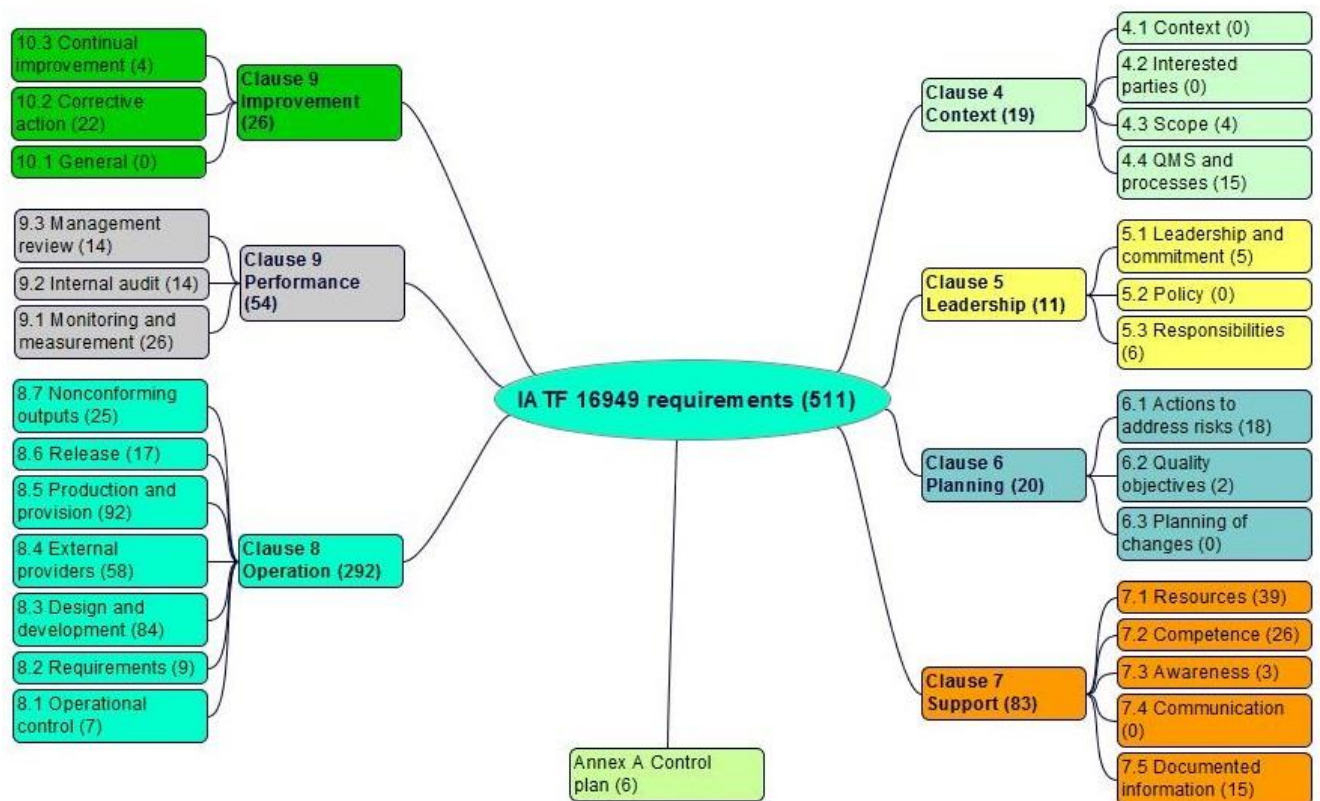 IATF 16949 requirements (511)
Clause 4
Context (19)
4.1 Context (0)
4.2 Interested
parties (0)
4.3 Scope (4)
4.4 QMS and
processes (15)
Clause 5
Leadership (11)
5.1 Leadership and
commitment (5)
5.2 Policy (0)
5.3 Responsibilities
(6)
Clause 6
Planning (20)
6.1 Actions to
address risks (18)
6.2 Quality
objectives (2)
6.3 Planning of
changes (0)
Clause 7
Support (83)
7.1 Resources (39)
7.2 Competence (26)
7.3 Awareness (3)
7.4 Communication
(0)
7.5 Documented
information (15)
Annex A Control
plan (6)
Clause 8
Operation (292)
8.7 Nonconforming
outputs (25)
8.6 Release (17)
8.5 Production and
provision (92)
8.4 External
providers (58)
8.3 Design and
development (84)
8.2 Requirements (9)
8.1 Operational
control (7)
Clause 9
Performance
(54)
9.3 Management
review (14)
9.2 Internal audit (14)
9.1 Monitoring and
measurement (26)
Clause 9
Improvement
(26)
10.3 Continual
improvement (4)
10.2 Corrective
action (22)
10.1 General (0)